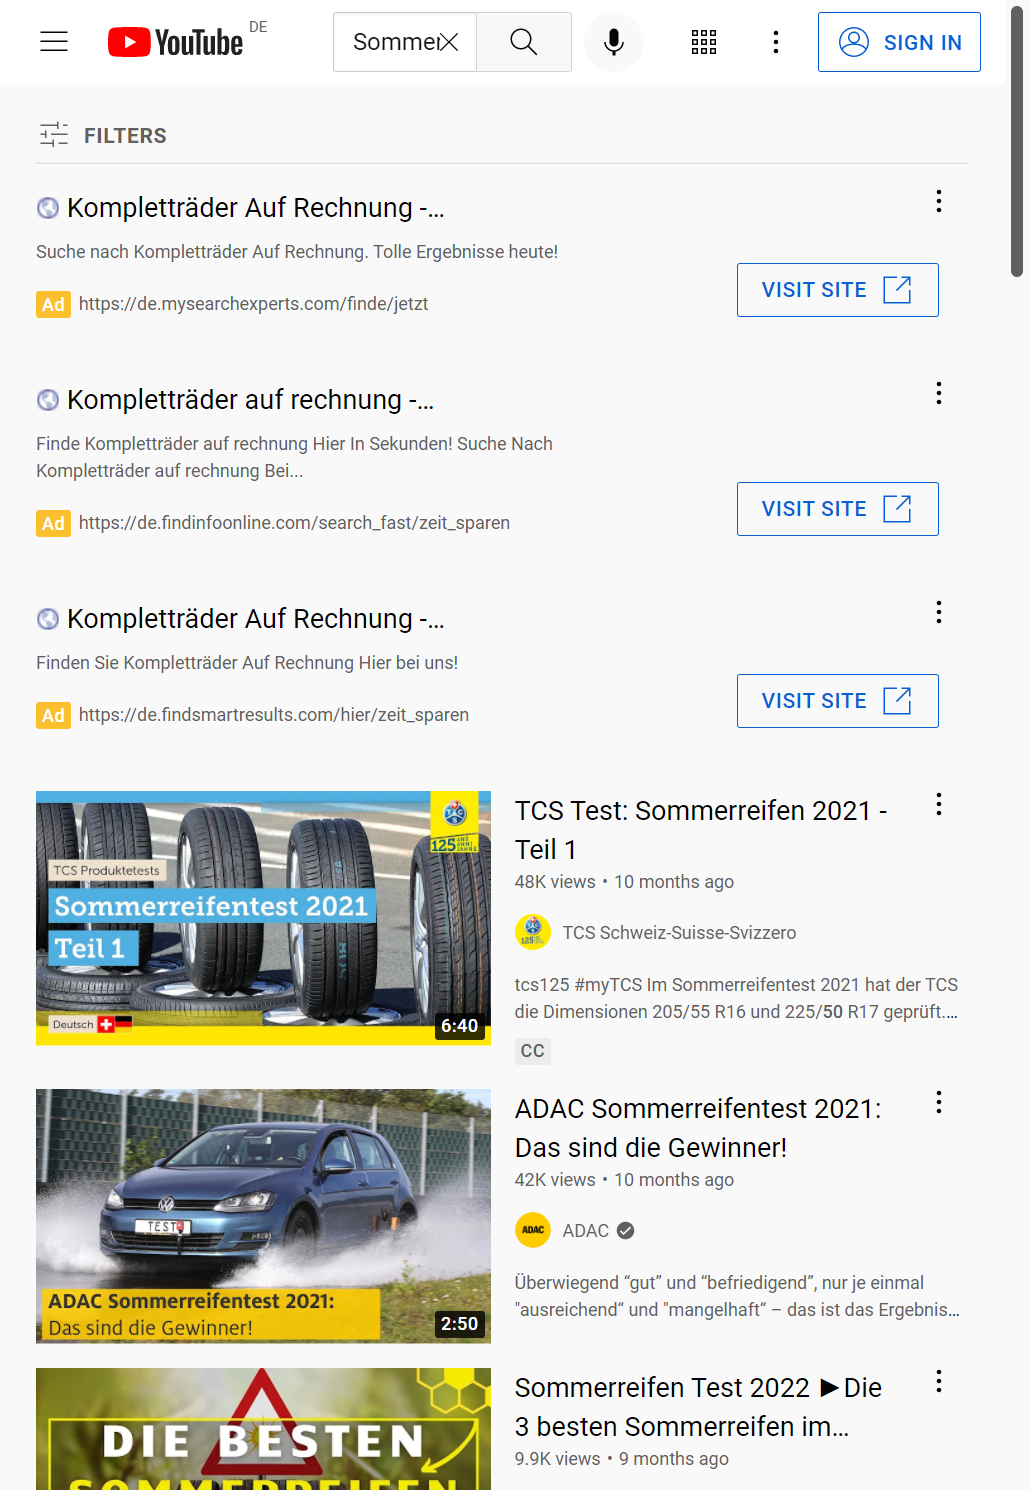 YouTube DE
Sommer
SIGN IN
FILTERS
Kompletträder Auf Rechnung -...
Suche nach Kompletträder Auf Rechnung. Tolle Ergebnisse heute!
Ad https://de.mysearchexperts.com/finde/jetzt
VISIT SITE
Kompletträder auf rechnung -...
Finde Kompletträder auf rechnung Hier In Sekunden! Suche Nach
Kompletträder auf rechnung Bei...
Ad https://de.findinfoonline.com/search_fast/zeit_sparen
VISIT SITE
Kompletträder Auf Rechnung -...
Finden Sie Kompletträder Auf Rechnung Hier bei uns!
Ad https://de.findsmartresults.com/hier/zeit_sparen
VISIT SITE
TCS
125 ANS ANNI JAHRE
TCS Produktetests
Sommerreifentest 2021
Teil 1
Deutsch
6:40
TCS Test: Sommerreifen 2021 -
Teil 1
48K views • 10 months ago
125
TCS Schweiz-Suisse-Svizzero
tcs125 #myTCS Im Sommerreifentest 2021 hat der TCS
die Dimensionen 205/55 R16 und 225/50 R17 geprüft....
CC
TEST
ADAC Sommerreifentest 2021:
Das sind die Gewinner!
2:50
ADAC Sommerreifentest 2021:
Das sind die Gewinner!
42K views • 10 months ago
ADAC
ADAC
Überwiegend “gut” und “befriedigend”, nur je einmal
"ausreichend“ und "mangelhaft“ – das ist das Ergebnis...
DIE BESTEN
SOMMERREIFEN
Sommerreifen Test 2022 ►Die
3 besten Sommerreifen im...
9.9K views • 9 months ago